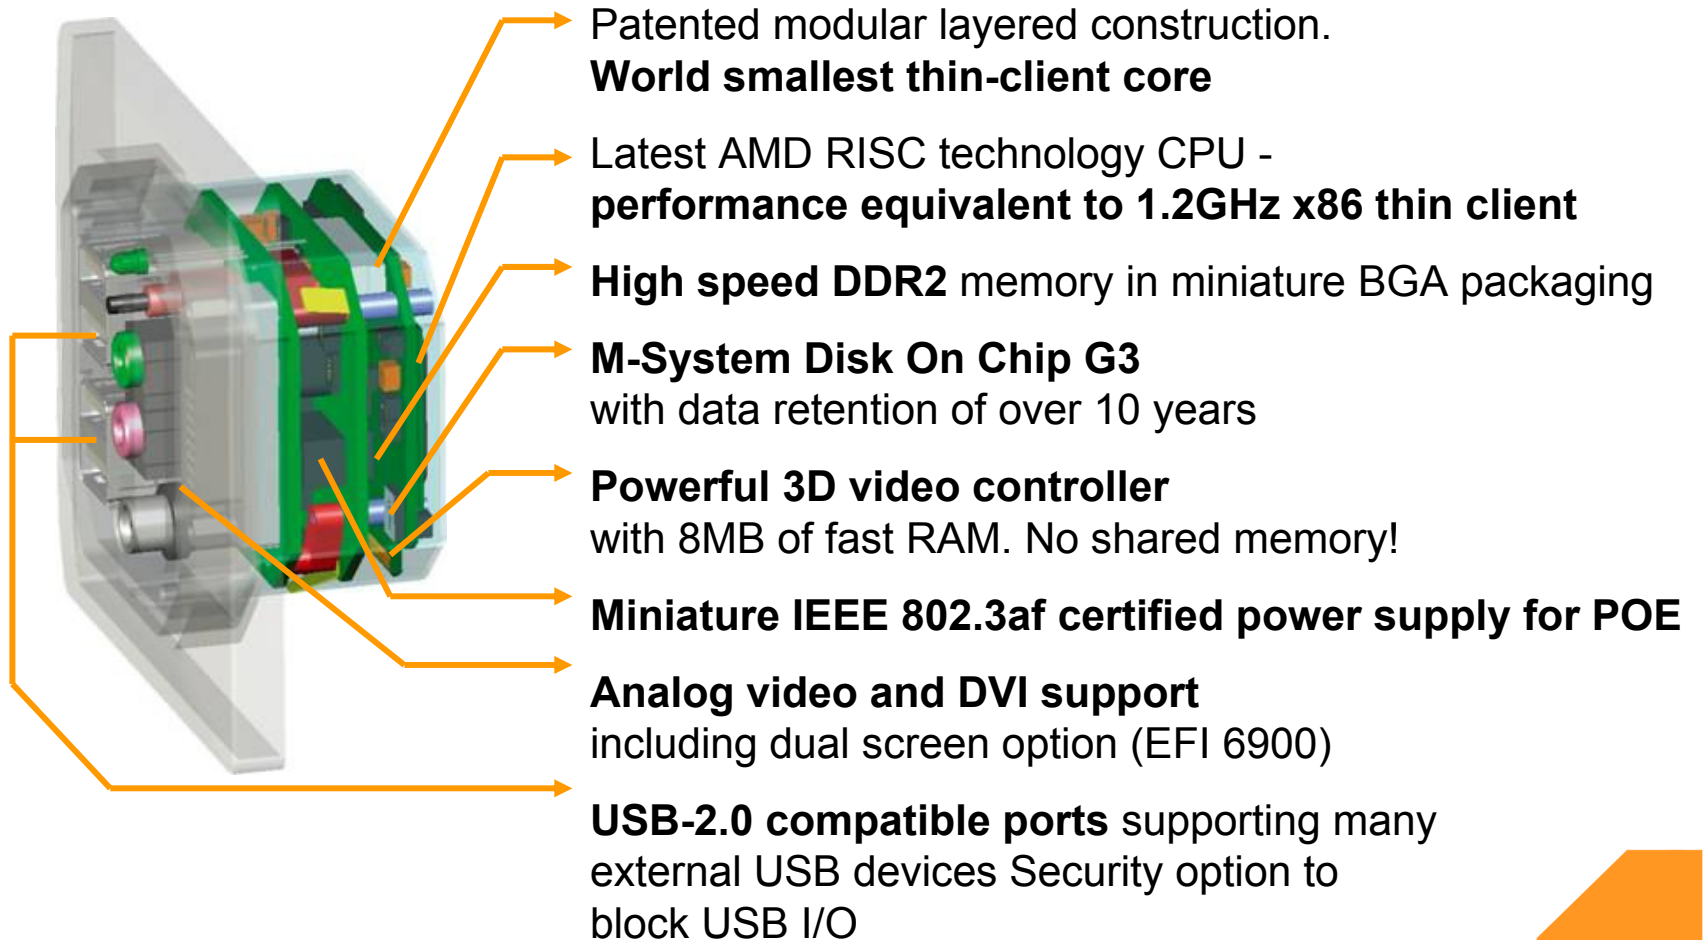 Patented modular layered construction.
World smallest thin-client core
Latest AMD RISC technology CPU -
performance equivalent to 1.2GHz x86 thin client
High speed DDR2 memory in miniature BGA packaging
M-System Disk On Chip G3
with data retention of over 10 years
Powerful 3D video controller
with 8MB of fast RAM. No shared memory!
Miniature IEEE 802.3af certified power supply for POE
Analog video and DVI support
including dual screen option (EFI 6900)
USB-2.0 compatible ports supporting many
external USB devices Security option to
block USB I/O